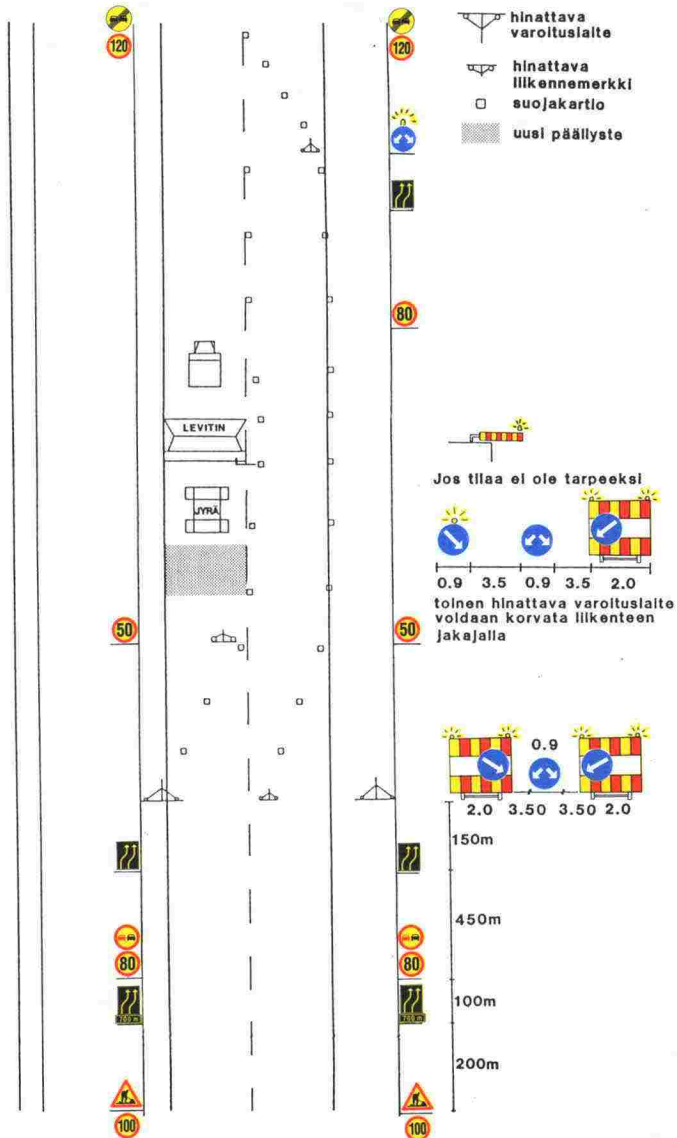 hinattava
varoituslaite
hinattava
liikennemerkki
suojakartio
uusi päällyste
120
120
80
LEVITIN
JYRÄ
Jos tilaa ei ole tarpeeksi
0.9 3.5 0.9 3.5 2.0
toinen hinattava varoituslaite
voidaan korvata liikenteen
jakajalla
50
50
0.9
2.0 3.50 3.50 2.0
150m
450m
80
80
100m
700 m
700 m
200m
100
100